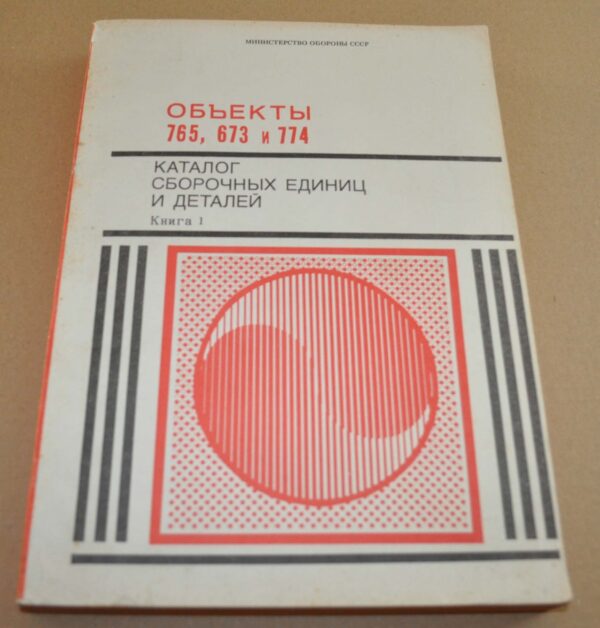 МИНИСТЕРСТВО ОБОРОНЫ СССР
ОБЪЕКТЫ
765, 673 и 774
КАТАЛОГ
СБОРОЧНЫХ ЕДИНИЦ
И ДЕТАЛЕЙ
Книга 1